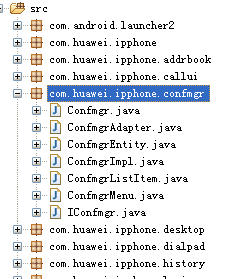 src
com.android.launcher2
com.huawei.ipphone
com.huawei.ipphone.addrbook
com.huawei.ipphone.callui
com.huawei.ipphone.confmgr
Confmgr.java
ConfmgrAdapter.java
ConfmgrEntity.java
ConfmgrImpl.java
ConfmgrListItem.java
ConfmgrMenu.java
IConfmgr.java
com.huawei.ipphone.desktop
com.huawei.ipphone.dialpad
com.huawei.ipphone.history